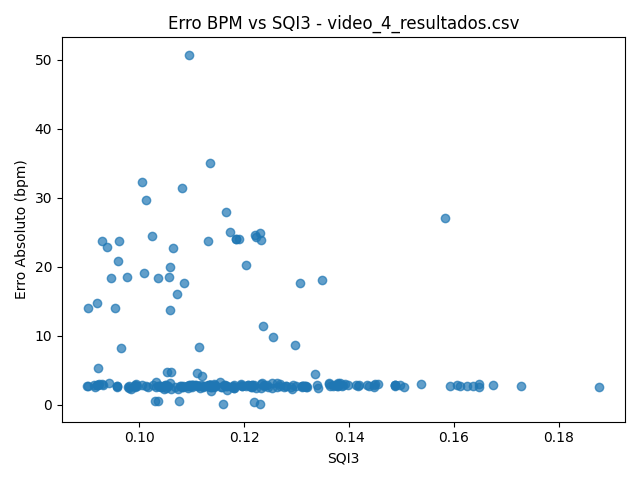 Erro BPM vs SQI3 - video_4_resultados.csv
50
40
30
20
10
0
Erro Absoluto (bpm)
0.10 0.12 0.14 0.16 0.18
SQI3